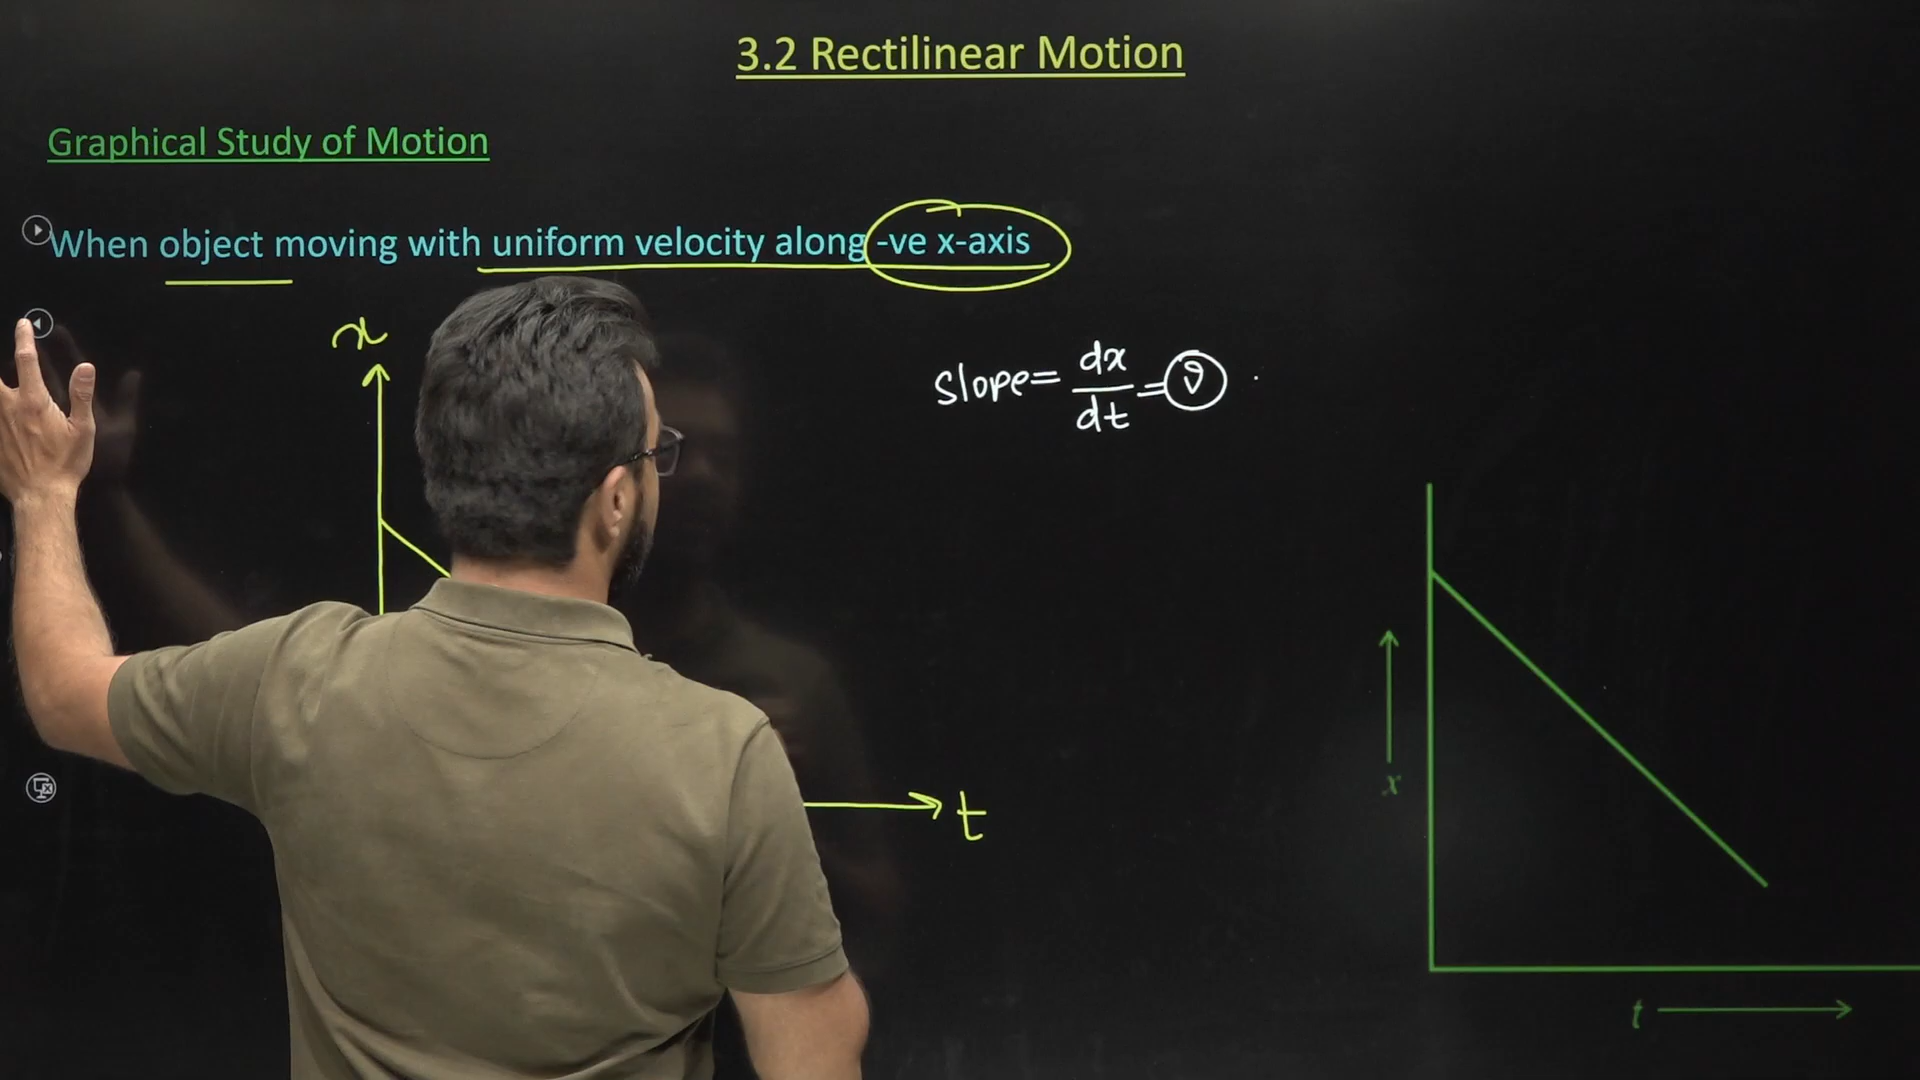 3.2 Rectilinear Motion
Graphical Study of Motion
When object moving with uniform velocity along -ve x-axis
x
slope = dx/dt = v
t
x
t